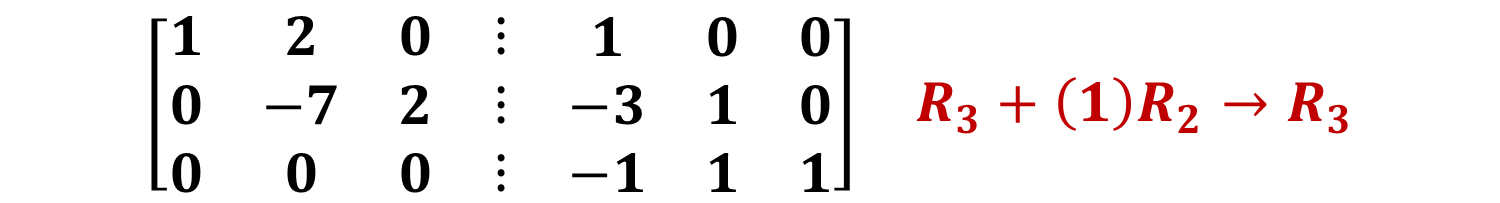 1 2 0 ⋮ 1 0 0
0 −7 2 ⋮ −3 1 0 R₃ + (1)R₂ → R₃
0 0 0 ⋮ −1 1 1